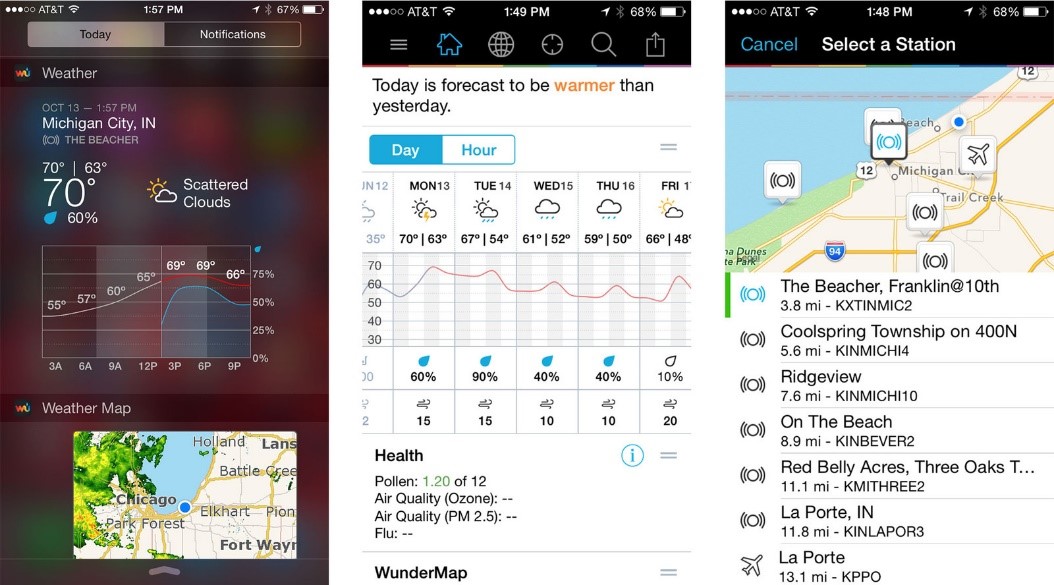 AT&T 1:57 PM 67%
Today Notifications
Weather
OCT 13 — 1:57 PM
Michigan City, IN
THE BEACHER
70° | 63°
70°
60%
Scattered
Clouds
55° 57° 60° 65° 69° 69° 66°
75%
50%
25%
0%
3A 6A 9A 12P 3P 6P 9P
Weather Map
Holland Lans
Battle Cree
Chicago
Park Forest Elkhart Pion
Fort Wayn
AT&T 1:49 PM 68%
Today is forecast to be warmer than
yesterday.
Day Hour
UN12 MON13 TUE 14 WED15 THU 16 FRI 17
35° 70° | 63° 67° | 54° 61° | 52° 59° | 50° 66° | 48°
70
60
50
40
30
00 60% 90% 40% 40% 10%
2 15 15 10 10 20
Health
Pollen: 1.20 of 12
Air Quality (Ozone): --
Air Quality (PM 2.5): --
Flu: --
WunderMap
AT&T 1:48 PM 68%
Cancel Select a Station
12
Beach
12 Michigan C
Trail Creek
na Dunes
te Park
94
The Beacher, Franklin@10th
3.8 mi - KXTINMIC2
Coolspring Township on 400N
5.6 mi - KINMICHI4
Ridgeview
7.6 mi - KINMICHI10
On The Beach
8.9 mi - KINBEVER2
Red Belly Acres, Three Oaks T...
11.1 mi - KMITHREE2
La Porte, IN
11.8 mi - KINLAPOR3
La Porte
13.1 mi - KPPO